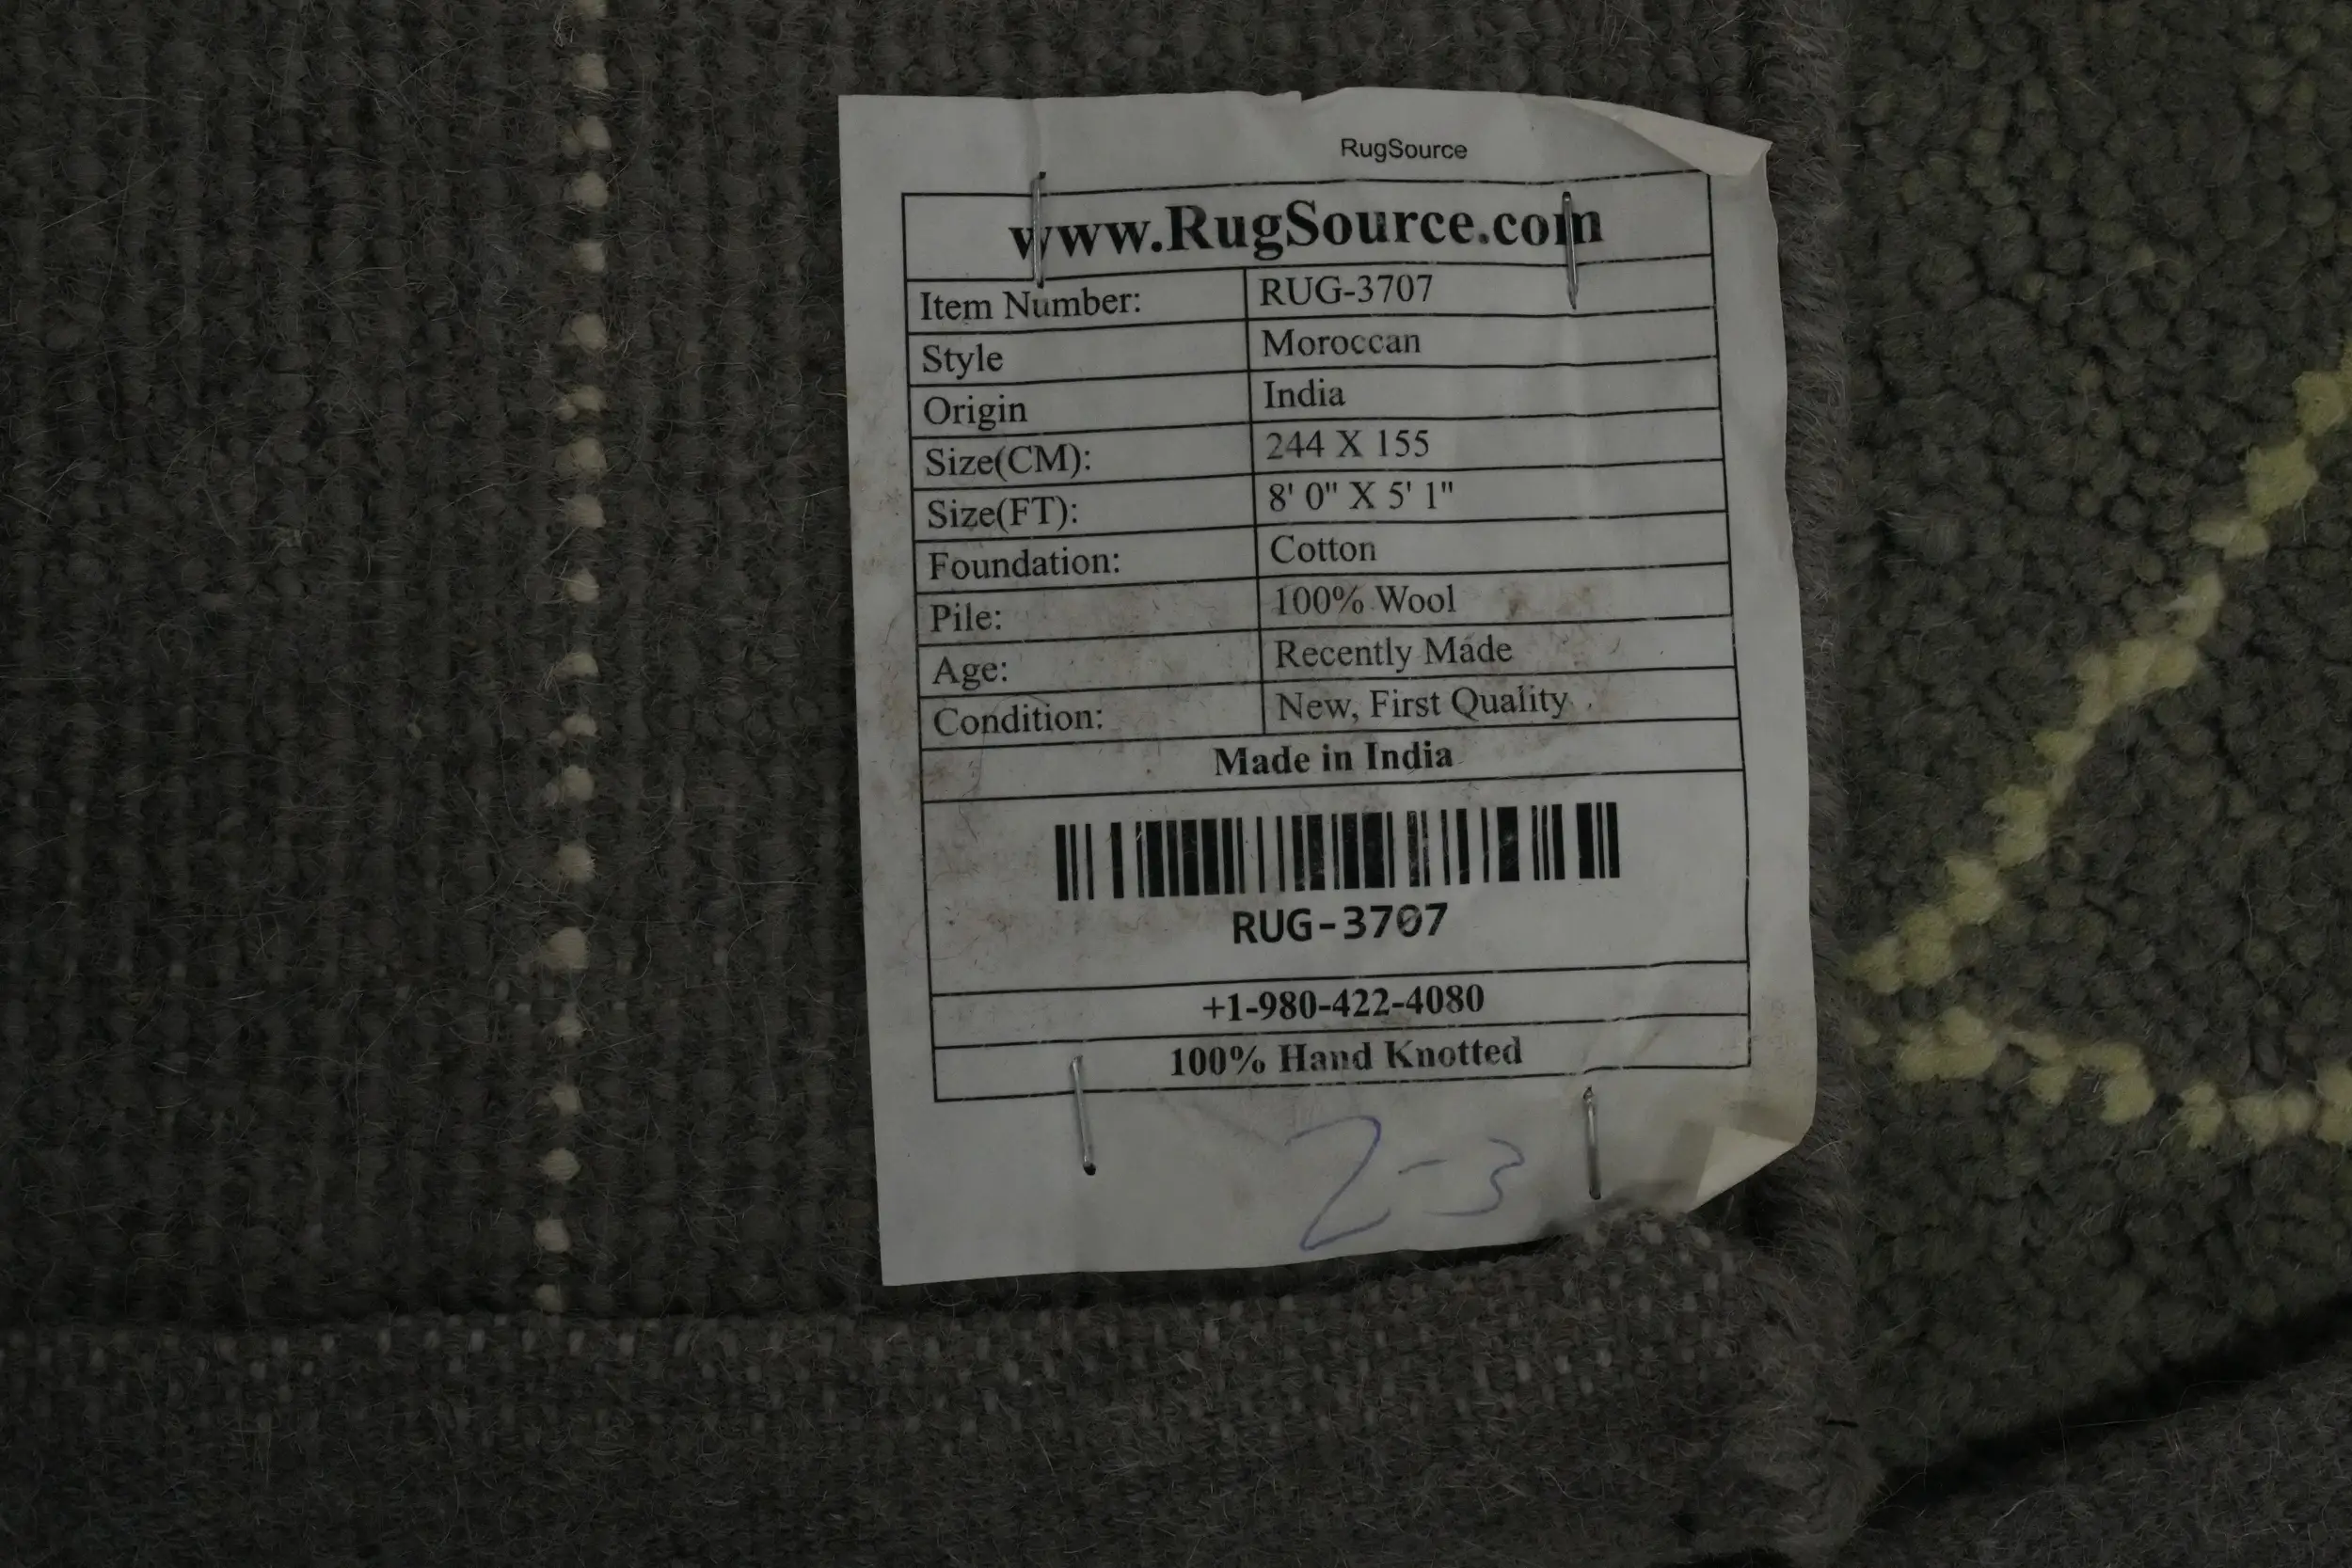 RugSource
www.RugSource.com
Item Number: RUG-3707
Style Moroccan
Origin India
Size(CM): 244 X 155
Size(FT): 8' 0" X 5' 1"
Foundation: Cotton
Pile: 100% Wool
Age: Recently Made
Condition: New, First Quality
Made in India
RUG-3707
+1-980-422-4080
100% Hand Knotted
2-3